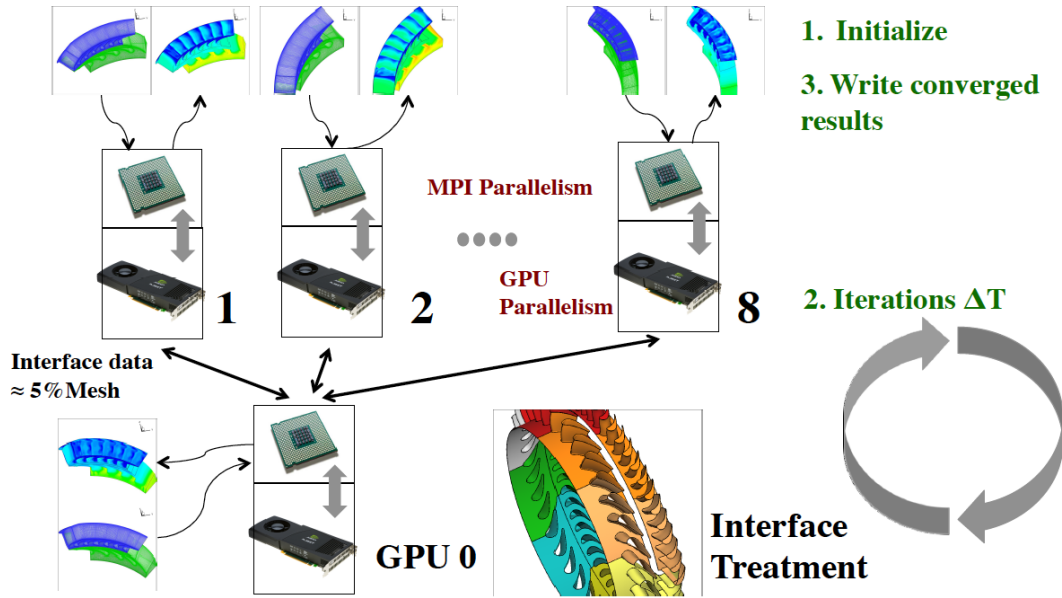 1. Initialize
3. Write converged
results
MPI Parallelism
GPU
Parallelism
1
2
8
2. Iterations ΔT
Interface data
≈ 5%Mesh
GPU 0
Interface
Treatment